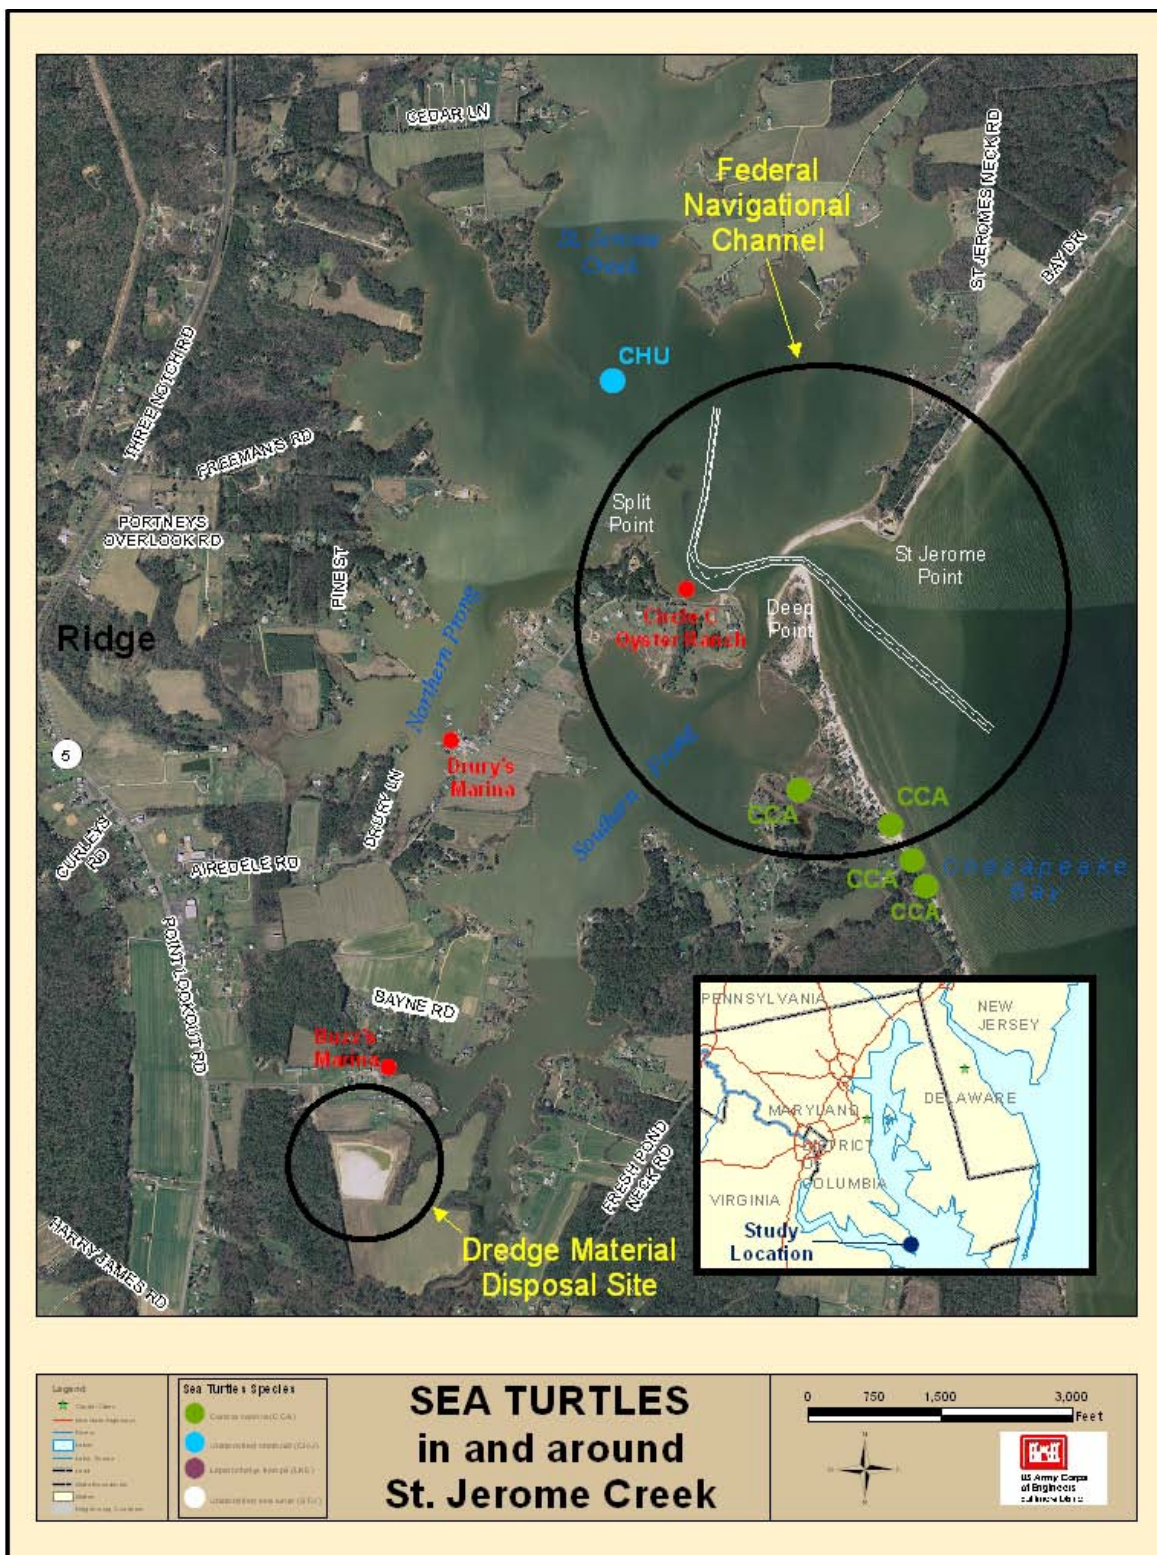 CEDAR LN
Federal
Navigational
Channel
ST JEROMES NECK RD
BAY DR
St. Jerome
Creek
CHU
THREE NOTCH RD
FREEMANS RD
Split
Point
PORTNEYS
OVERLOOK RD
PINE ST
St Jerome
Point
Deep
Point
Circle C
Oyster Ranch
Ridge
Northern Prong
5
Drury's
Marina
Southern Prong
DRURY LN
CCA
CCA
CCA
CCA
Chesapeake
Bay
CURLEYS
RD
AIREDELE RD
POINT LOOKOUT RD
BAYNE RD
Buzz's
Marina
FRESH POND
NECK RD
HARRY JAMES RD
Dredge Material
Disposal Site
PENNSYLVANIA
NEW
JERSEY
MARYLAND
DELAWARE
DISTRICT
OF
COLUMBIA
VIRGINIA
Study
Location
Legend
Sea Turtles Species
SEA TURTLES
in and around
St. Jerome Creek
0 750 1,500 3,000
Feet
N
US Army Corps
of Engineers